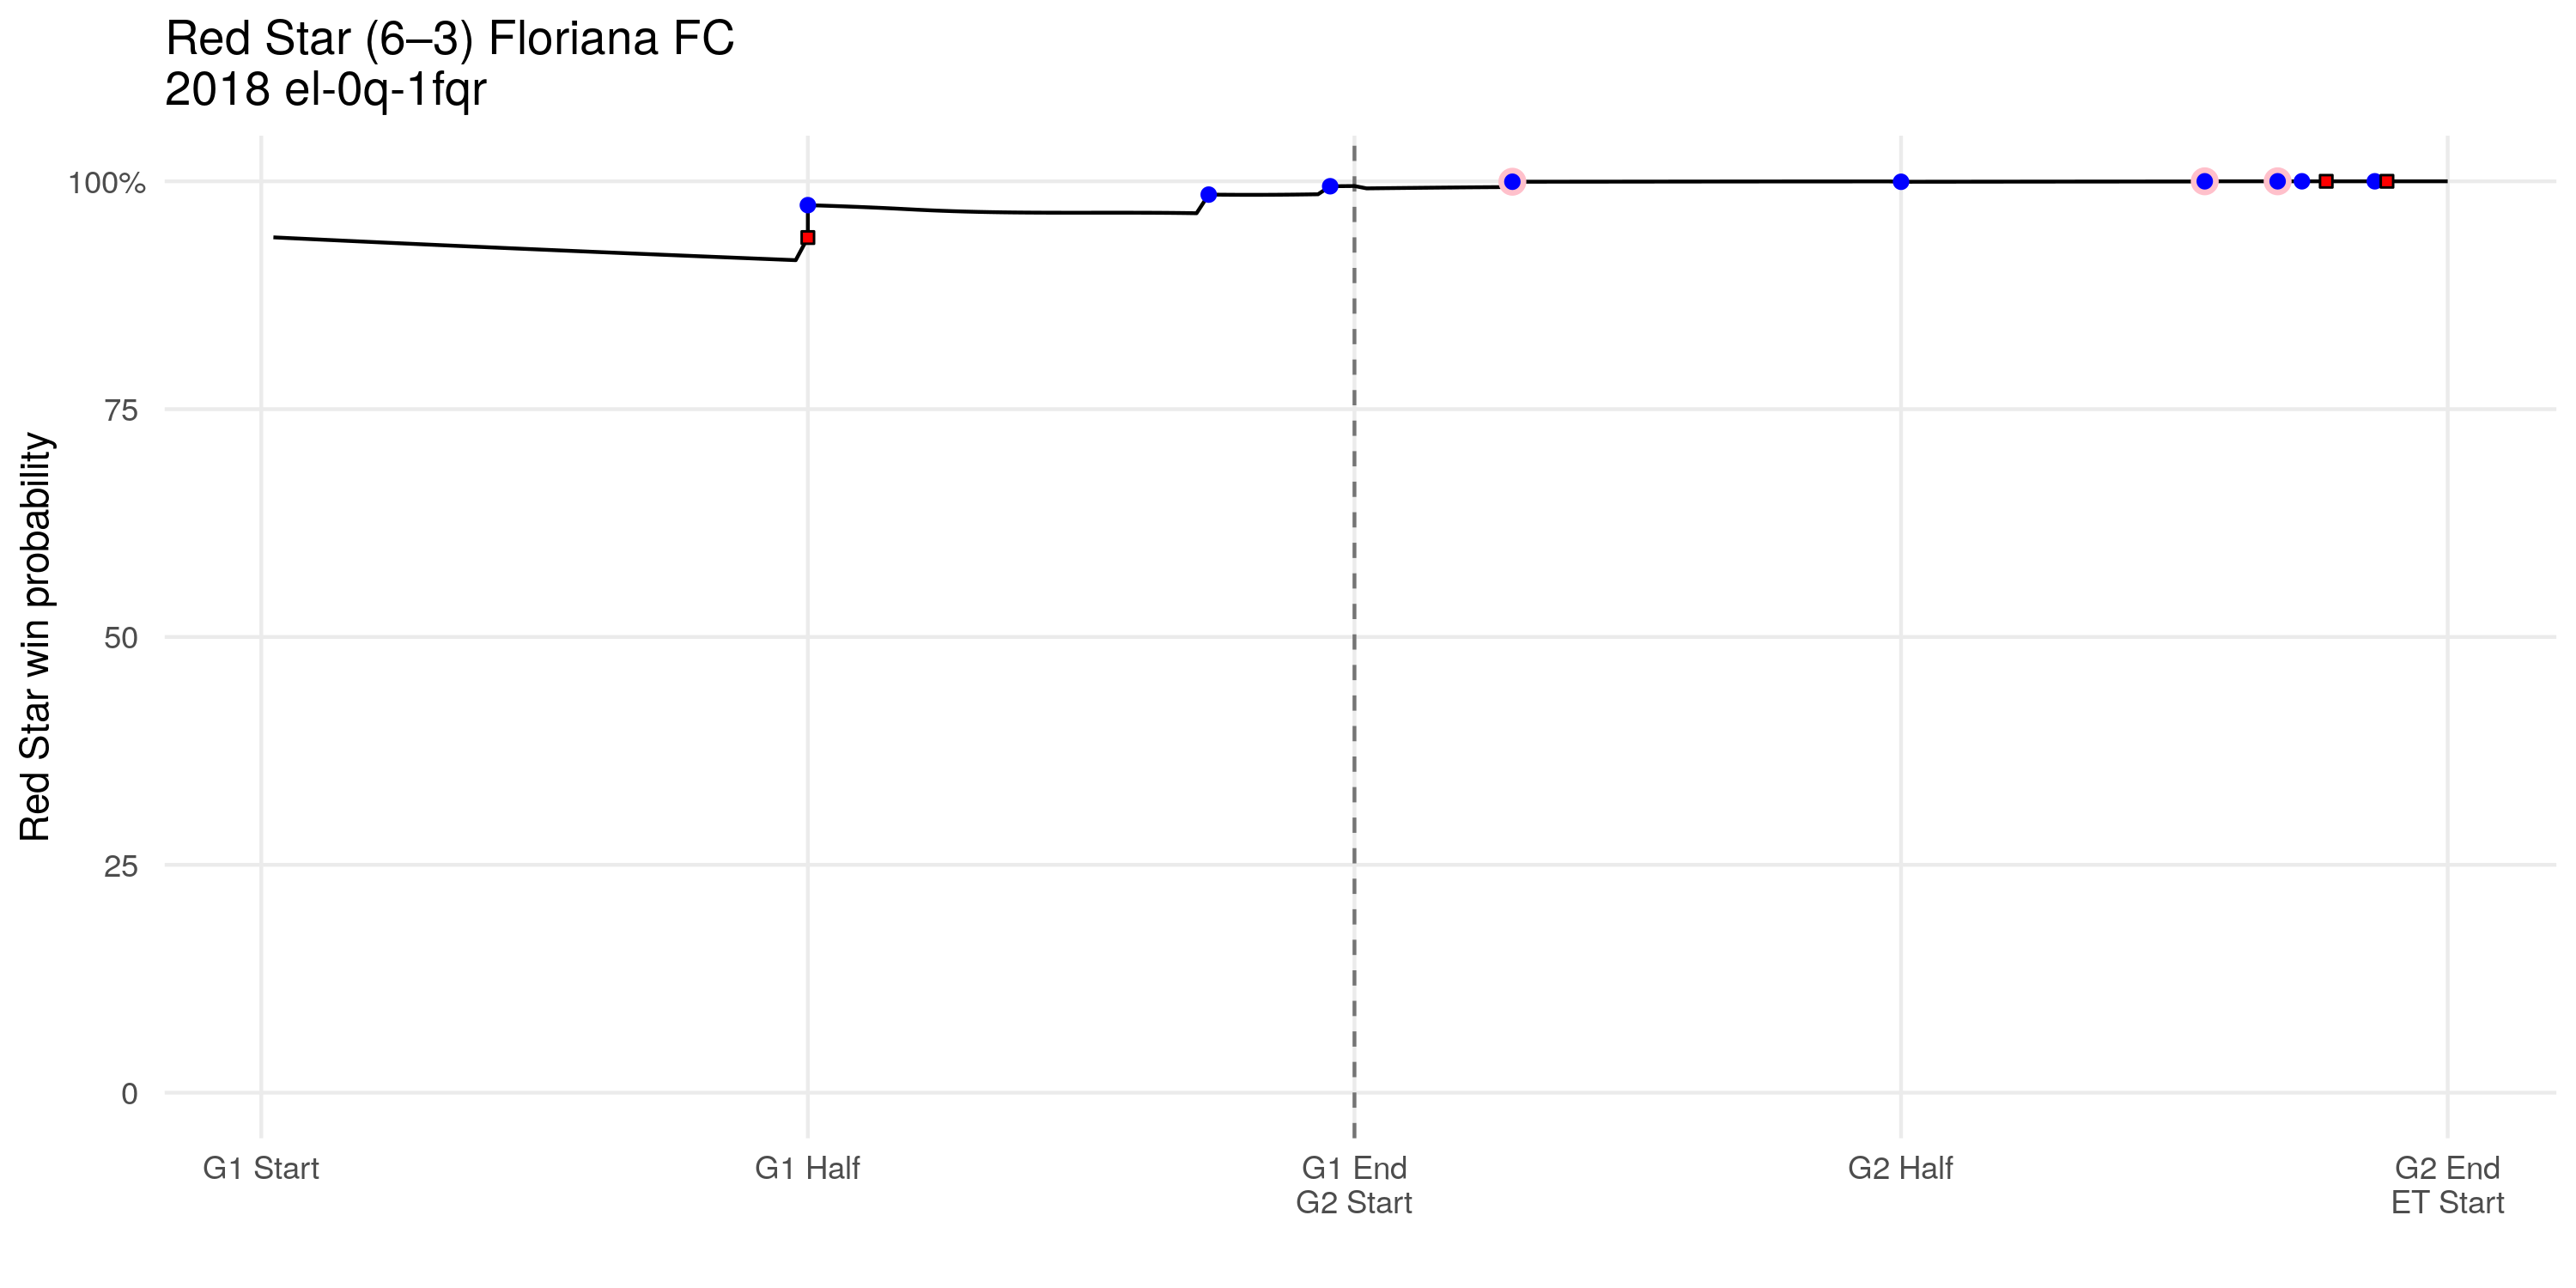 Red Star (6–3) Floriana FC
2018 el-0q-1fqr
Red Star win probability
100%
75
50
25
0
G1 Start
G1 Half
G1 End
G2 Start
G2 Half
G2 End
ET Start